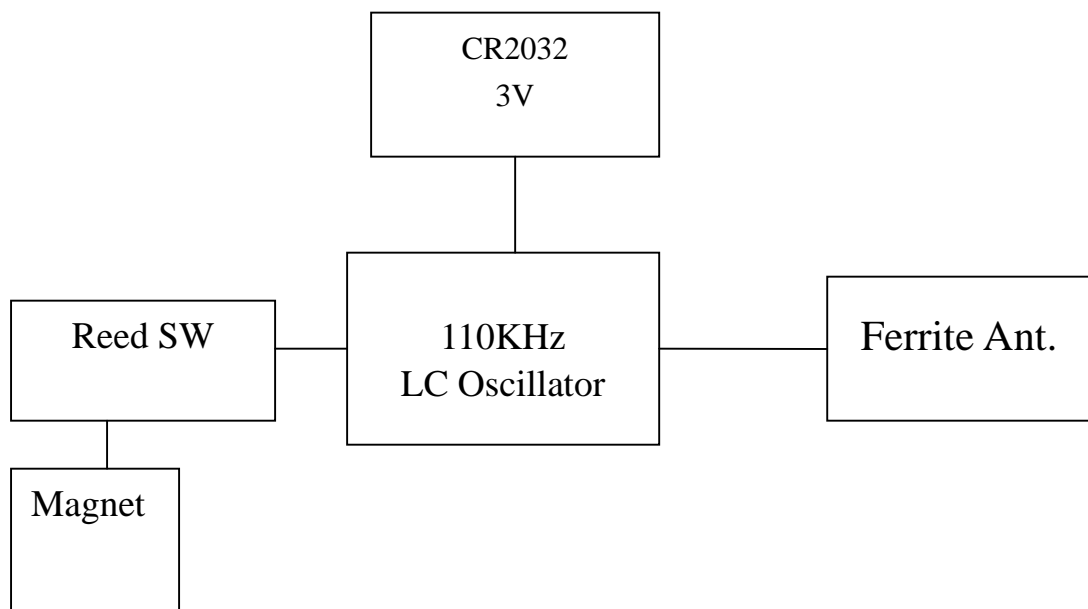 CR2032
3V
Reed SW
110KHz
LC Oscillator
Ferrite Ant.
Magnet